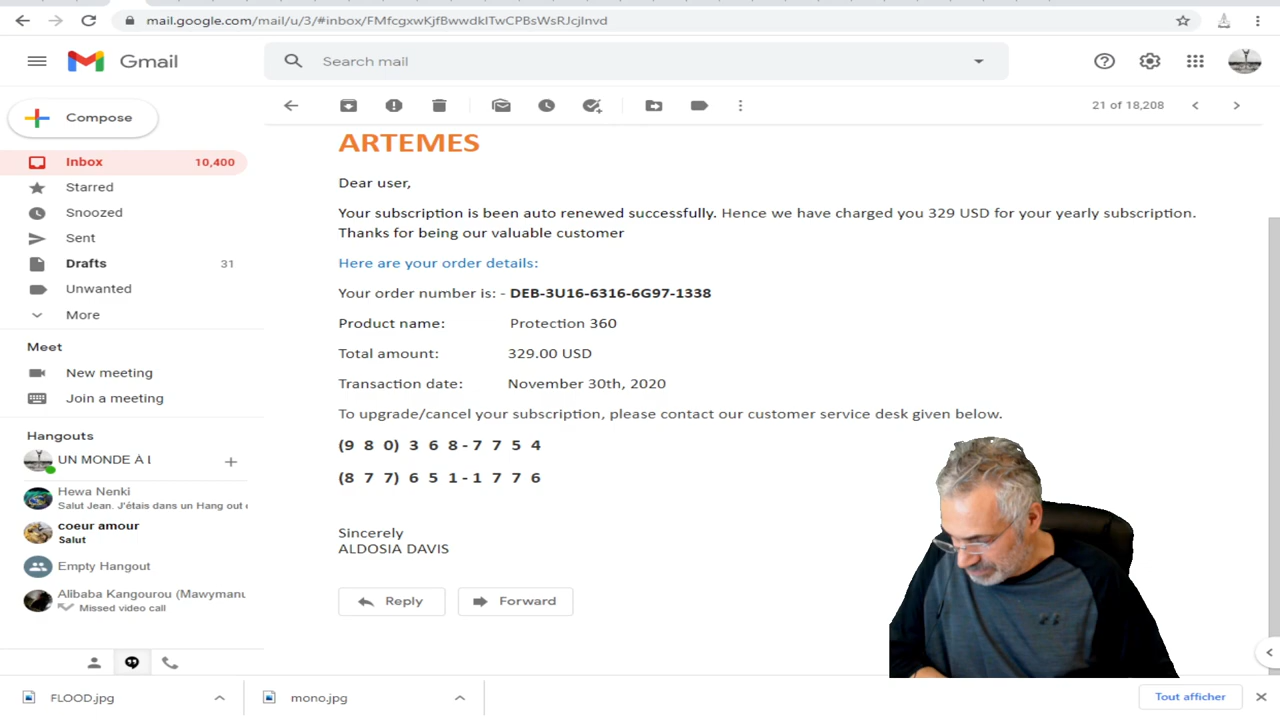 mail.google.com/mail/u/3/#inbox/FMfcgxwKjfBwwdklTwCPBsWsRJcjlnvd
Gmail
Search mail
Compose
21 of 18,208
Inbox 10,400
Starred
Snoozed
Sent
Drafts 31
Unwanted
More
Meet
New meeting
Join a meeting
Hangouts
UN MONDE À L
Hewa Nenki
Salut Jean. J'étais dans un Hang out
coeur amour
Salut
Empty Hangout
Alibaba Kangourou (Mawymanu
Missed video call
ARTEMES
Dear user,
Your subscription is been auto renewed successfully. Hence we have charged you 329 USD for your yearly subscription.
Thanks for being our valuable customer
Here are your order details:
Your order number is: - DEB-3U16-6316-6G97-1338
Product name: Protection 360
Total amount: 329.00 USD
Transaction date: November 30th, 2020
To upgrade/cancel your subscription, please contact our customer service desk given below.
(9 8 0) 3 6 8 - 7 7 5 4
(8 7 7) 6 5 1 - 1 7 7 6
Sincerely
ALDOSIA DAVIS
Reply Forward
FLOOD.jpg mono.jpg Tout afficher